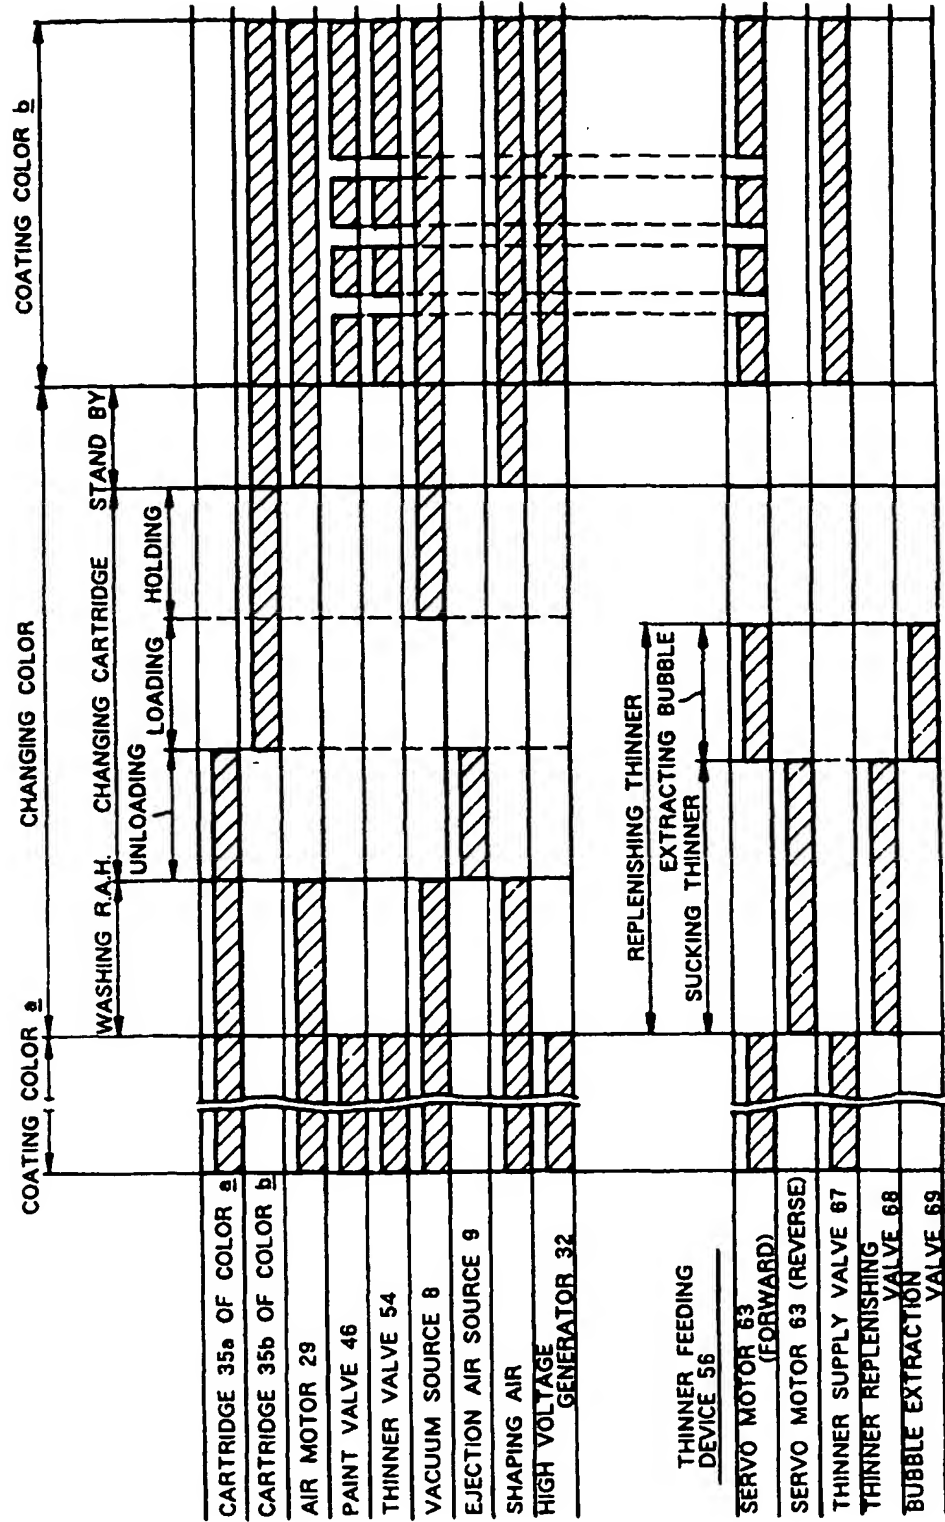 COATING COLOR a
CHANGING COLOR
COATING COLOR b
WASHING R.A.H.
CHANGING CARTRIDGE
STAND BY
UNLOADING
LOADING
HOLDING
CARTRIDGE 35a OF COLOR a
CARTRIDGE 35b OF COLOR b
AIR MOTOR 29
PAINT VALVE 46
THINNER VALVE 54
VACUUM SOURCE 8
EJECTION AIR SOURCE 9
SHAPING AIR
HIGH VOLTAGE
GENERATOR 32
REPLENISHING THINNER
EXTRACTING BUBBLE
SUCKING THINNER
THINNER FEEDING
DEVICE 56
SERVO MOTOR 63
(FORWARD)
SERVO MOTOR 63 (REVERSE)
THINNER SUPPLY VALVE 67
THINNER REPLENISHING
VALVE 68
BUBBLE EXTRACTION
VALVE 69